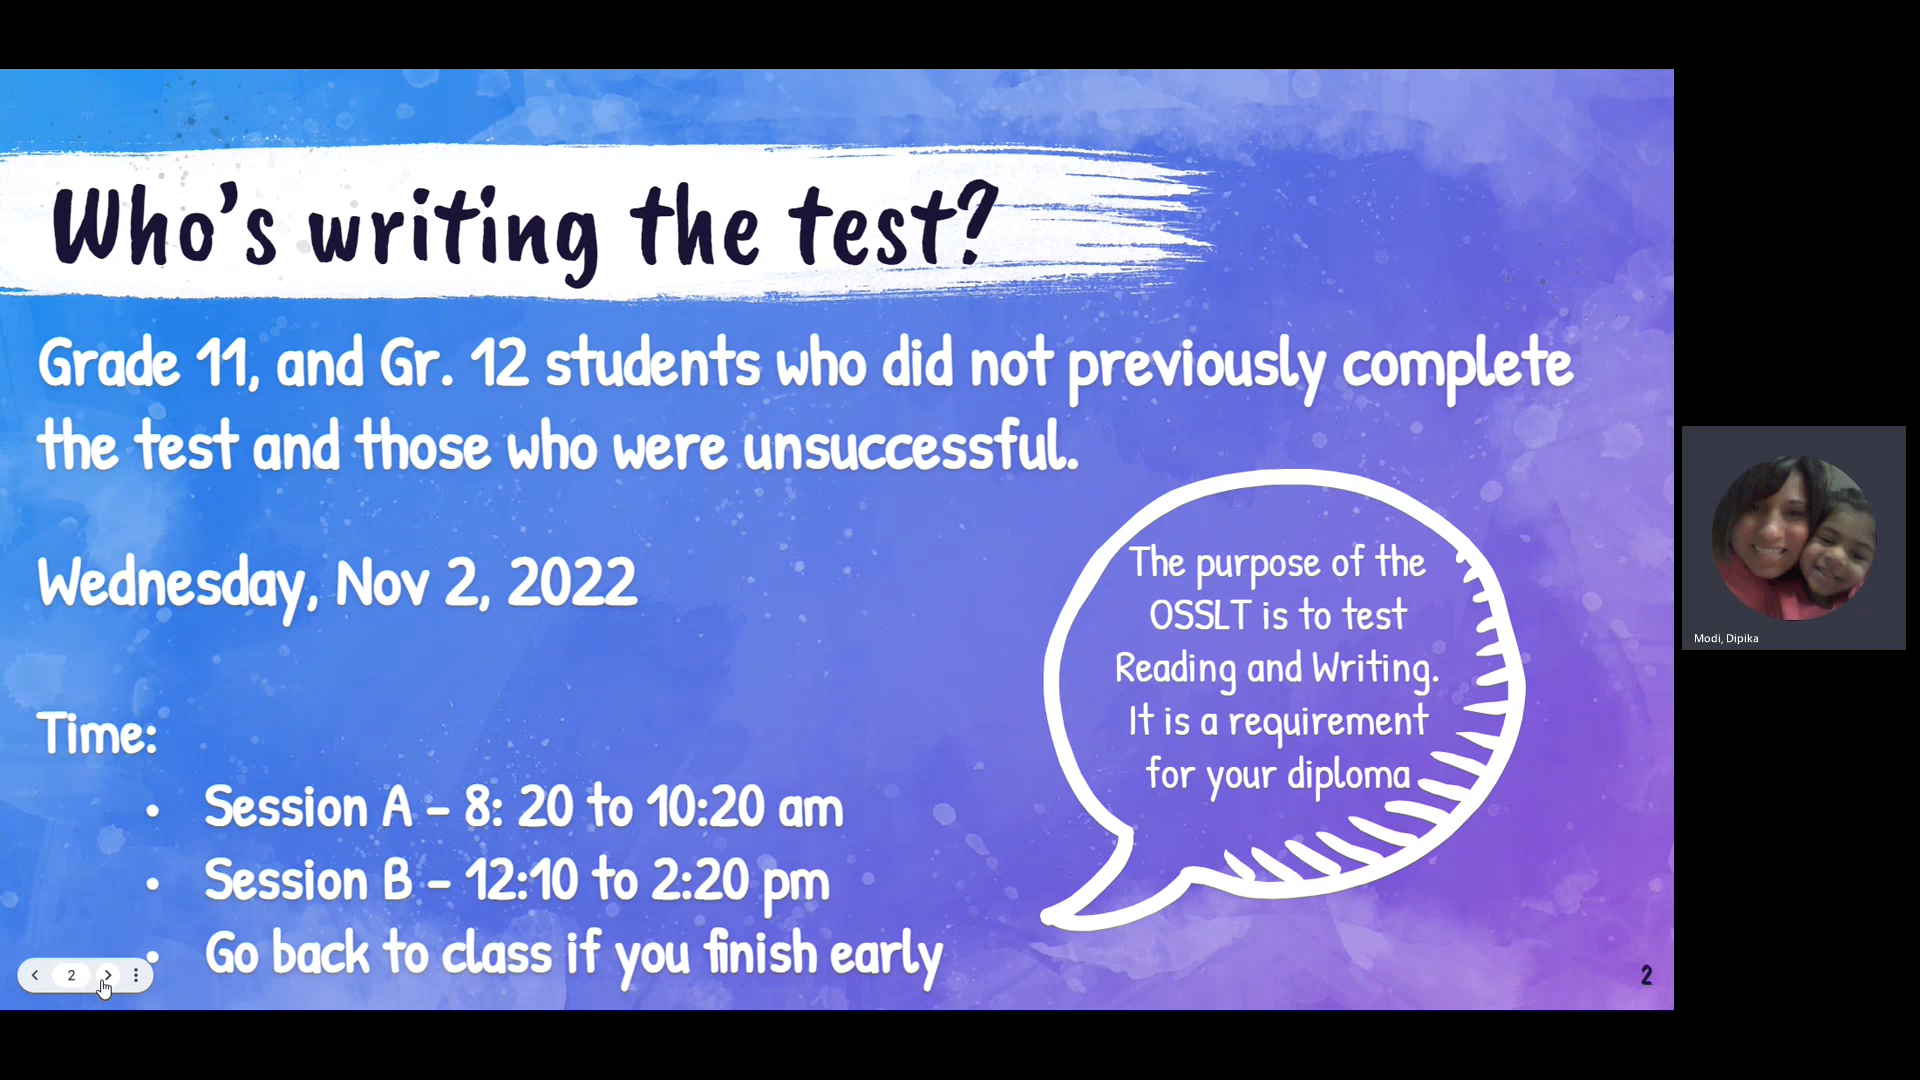 Who's writing the test?
Grade 11, and Gr. 12 students who did not previously complete
the test and those who were unsuccessful.
Wednesday, Nov 2, 2022
The purpose of the
OSSLT is to test
Reading and Writing.
It is a requirement
for your diploma
Time:
• Session A – 8: 20 to 10:20 am
• Session B – 12:10 to 2:20 pm
• Go back to class if you finish early
2
2
Modi, Dipika